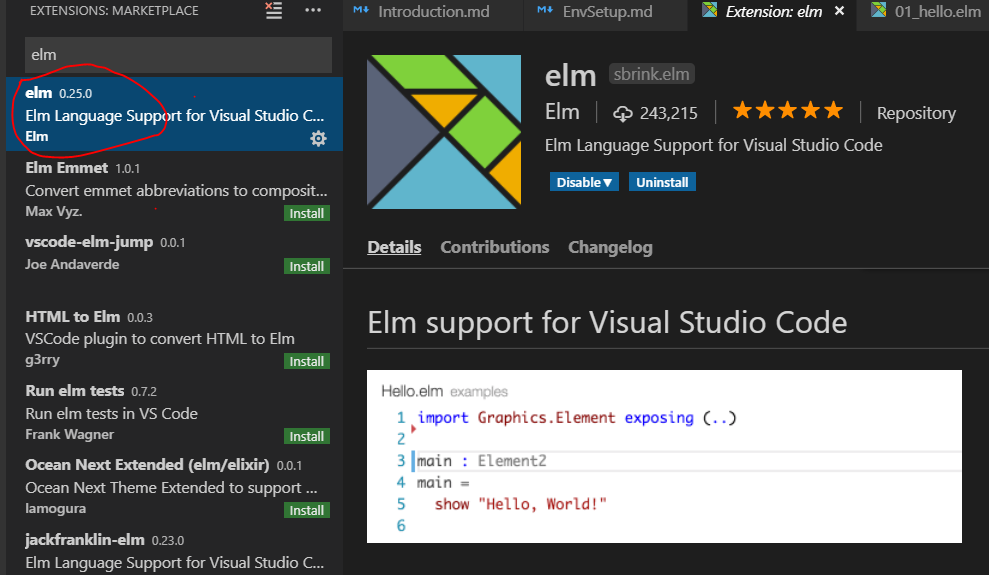 EXTENSIONS: MARKETPLACE
elm
elm 0.25.0
Elm Language Support for Visual Studio C...
Elm
Elm Emmet 1.0.1
Convert emmet abbreviations to composit...
Max Vyz.
Install
vscode-elm-jump 0.0.1
Joe Andaverde
Install
HTML to Elm 0.0.3
VSCode plugin to convert HTML to Elm
g3rry
Install
Run elm tests 0.7.2
Run elm tests in VS Code
Frank Wagner
Install
Ocean Next Extended (elm/elixir) 0.0.1
Ocean Next Theme Extended to support ...
lamogura
Install
jackfranklin-elm 0.23.0
Elm Language Support for Visual Studio C...
Introduction.md
EnvSetup.md
Extension: elm
01_hello.elm
elm sbrink.elm
Elm 243,215 Repository
Elm Language Support for Visual Studio Code
Disable Uninstall
Details Contributions Changelog
Elm support for Visual Studio Code
Hello.elm examples
1 import Graphics.Element exposing (..)
2
3 main : Element2
4 main =
5 show "Hello, World!"
6